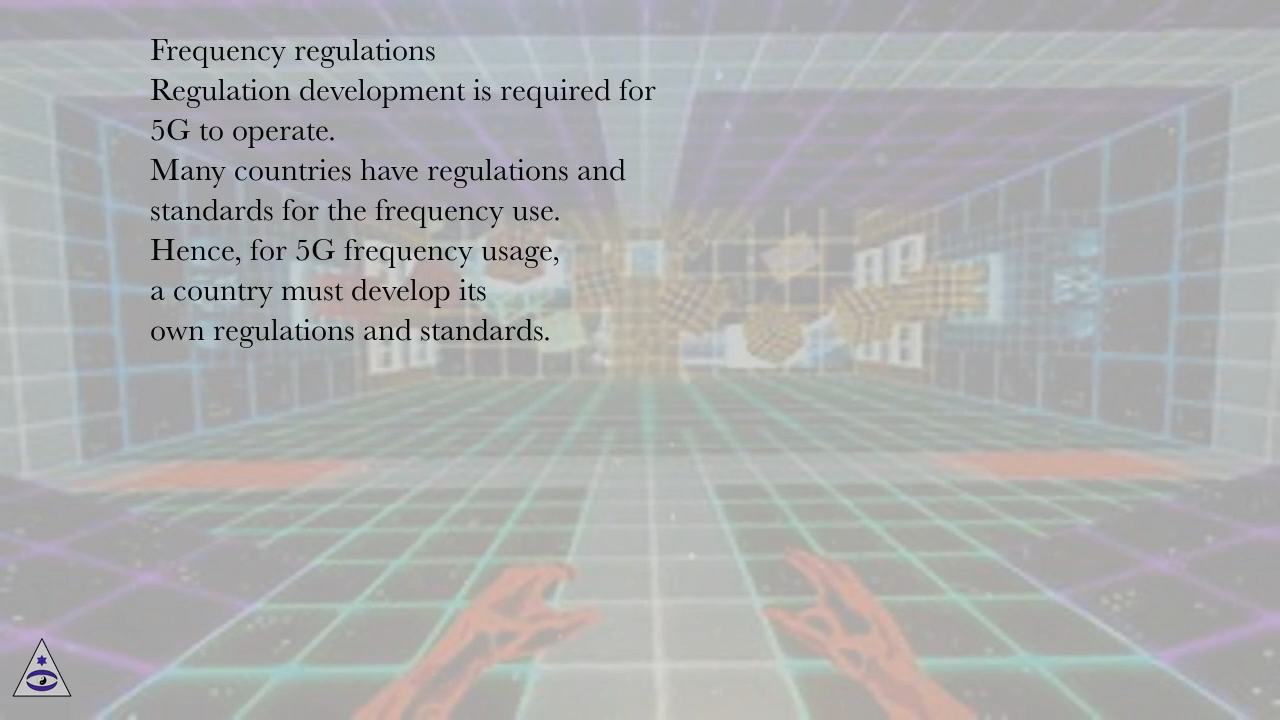 Frequency regulations
Regulation development is required for
5G to operate.
Many countries have regulations and
standards for the frequency use.
Hence, for 5G frequency usage,
a country must develop its
own regulations and standards.